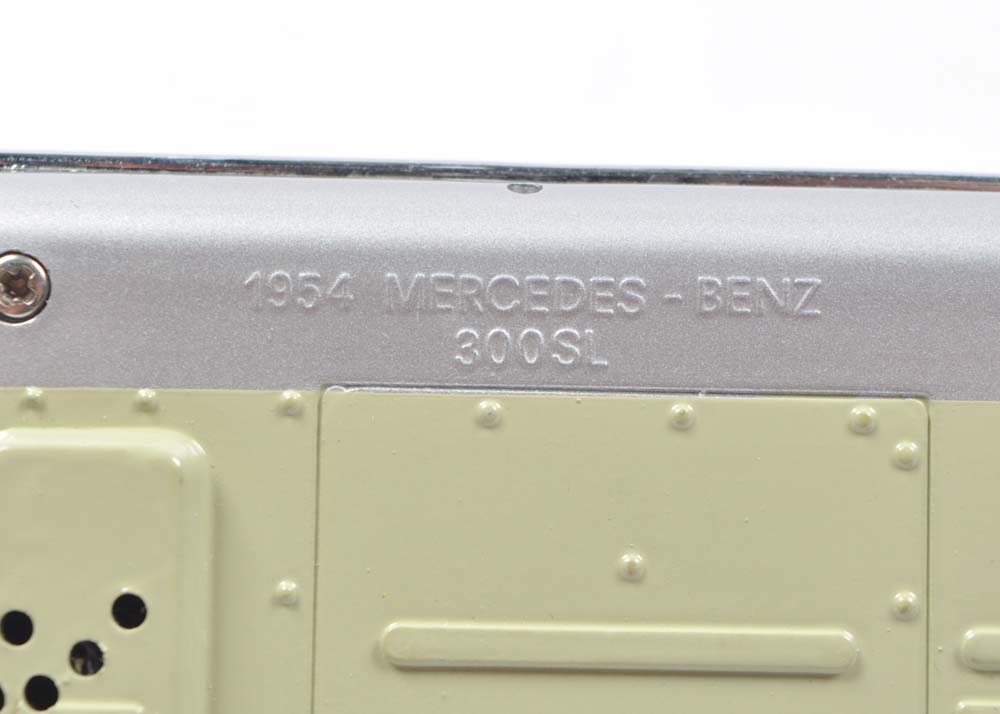 1954 MERCEDES - BENZ
300SL